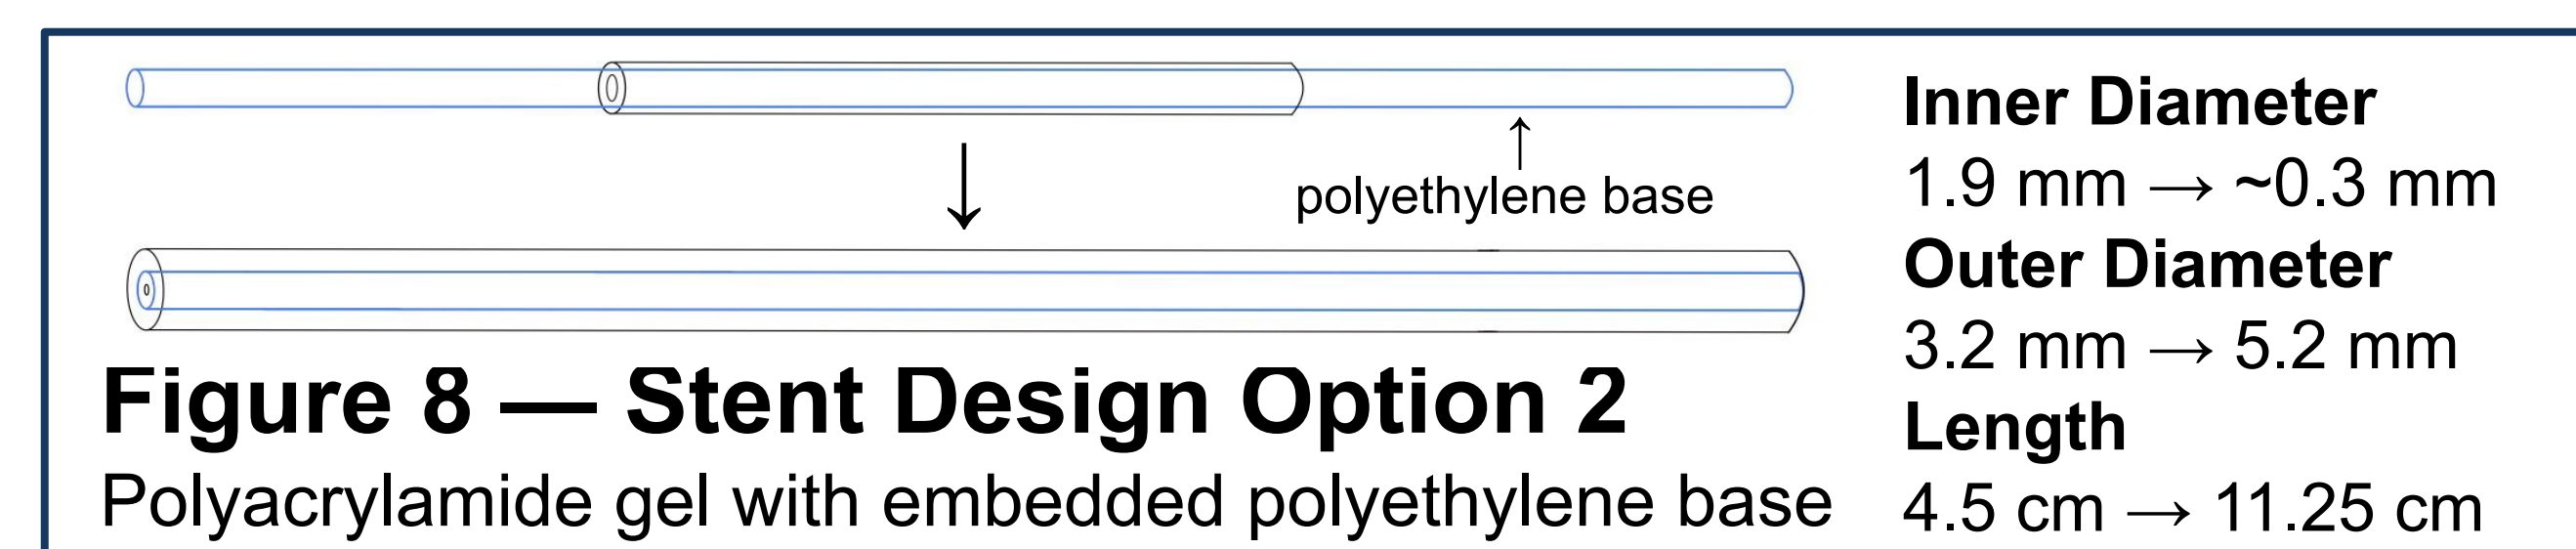 polyethylene base
Figure 8 — Stent Design Option 2
Polyacrylamide gel with embedded polyethylene base
Inner Diameter
1.9 mm → ~0.3 mm
Outer Diameter
3.2 mm → 5.2 mm
Length
4.5 cm → 11.25 cm